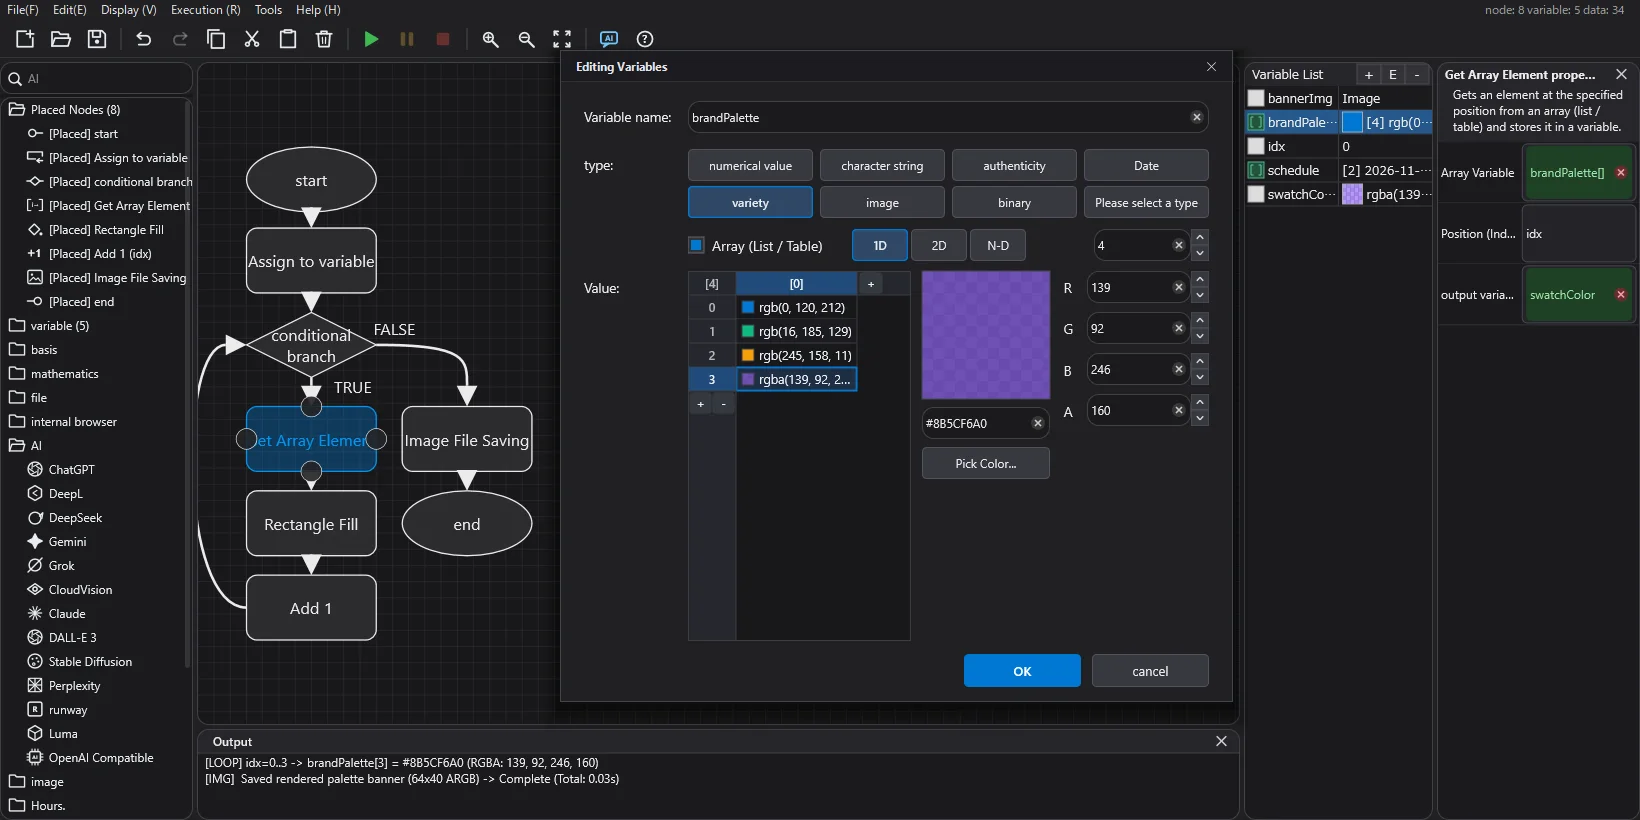 File(F) Edit(E) Display (V) Execution (R) Tools Help (H)
node: 8 variable: 5 data: 34
AI
Placed Nodes (8)
[Placed] start
[Placed] Assign to variable
[Placed] conditional branch
[Placed] Get Array Element
[Placed] Rectangle Fill
+1 [Placed] Add 1 (idx)
[Placed] Image File Saving
[Placed] end
variable (5)
basis
mathematics
file
internal browser
AI
ChatGPT
DeepL
DeepSeek
Gemini
Grok
CloudVision
Claude
DALL-E 3
Stable Diffusion
Perplexity
R runway
Luma
AI OpenAI Compatible
image
Hours.
start
Assign to variable
conditional
branch
FALSE
TRUE
et Array Elemen
Image File Saving
Rectangle Fill
end
Add 1
Editing Variables
Variable name: brandPalette
type:
numerical value character string authenticity Date
variety image binary Please select a type
Array (List / Table) 1D 2D N-D 4
Value:
[4] [0] +
0 rgb(0, 120, 212)
1 rgb(16, 185, 129)
2 rgb(245, 158, 11)
3 rgba(139, 92, 2...
+ -
R 139
G 92
B 246
A 160
#8B5CF6A0
Pick Color...
OK cancel
Variable List + E -
bannerImg Image
brandPale... [4] rgb(0...
idx 0
schedule [2] 2026-11-...
swatchCo... rgba(139...
Get Array Element prope...
Gets an element at the specified
position from an array (list /
table) and stores it in a variable.
Array Variable brandPalette[]
Position (Ind... idx
output varia... swatchColor
Output
[LOOP] idx=0..3 -> brandPalette[3] = #8B5CF6A0 (RGBA: 139, 92, 246, 160)
[IMG] Saved rendered palette banner (64x40 ARGB) -> Complete (Total: 0.03s)